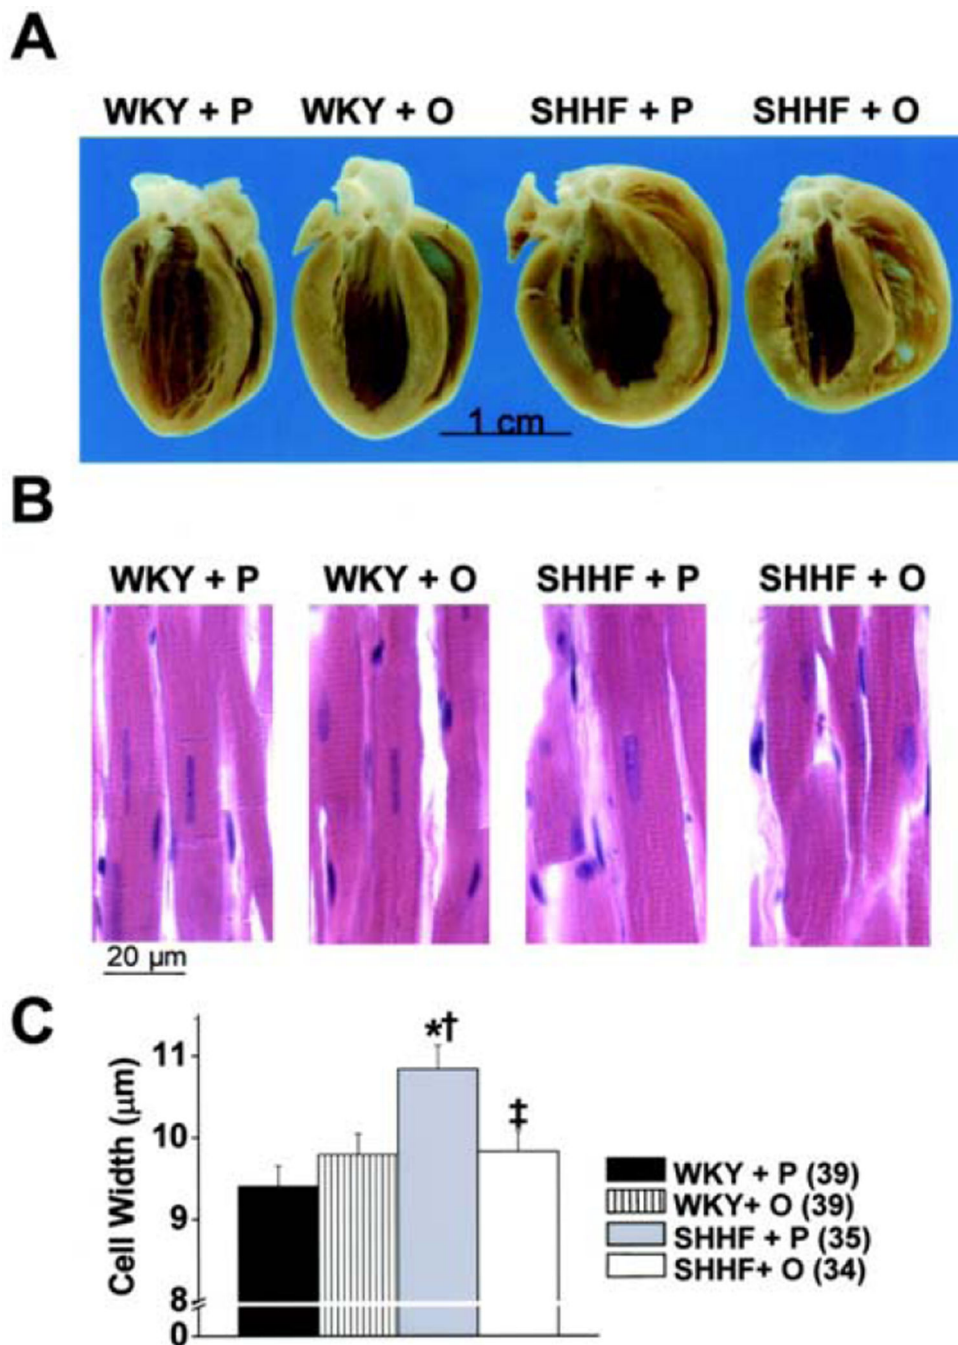 A
WKY + P WKY + O SHHF + P SHHF + O
1 cm
B
WKY + P WKY + O SHHF + P SHHF + O
20 µm
C
Cell Width (µm)
11
10
9
8
0
*†
‡
WKY + P (39)
WKY+ O (39)
SHHF + P (35)
SHHF+ O (34)